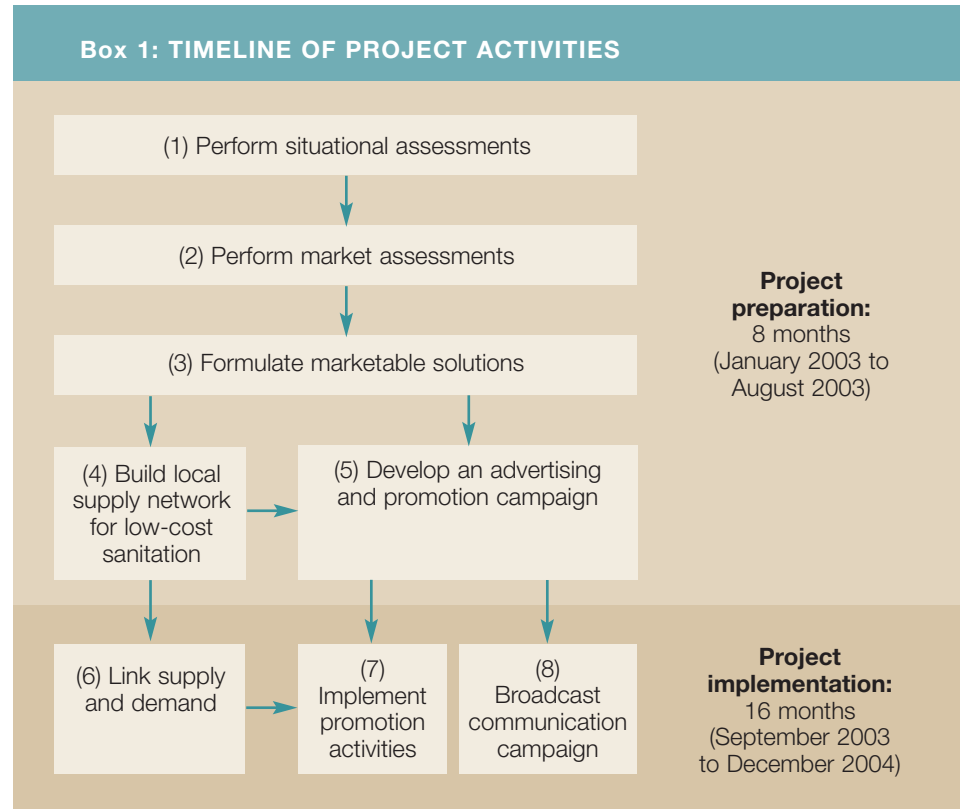 Box 1: TIMELINE OF PROJECT ACTIVITIES
(1) Perform situational assessments
(2) Perform market assessments
(3) Formulate marketable solutions
Project
preparation:
8 months
(January 2003 to
August 2003)
(4) Build local
supply network
for low-cost
sanitation
(5) Develop an advertising
and promotion campaign
(6) Link supply
and demand
(7)
Implement
promotion
activities
(8)
Broadcast
communication
campaign
Project
implementation:
16 months
(September 2003
to December 2004)